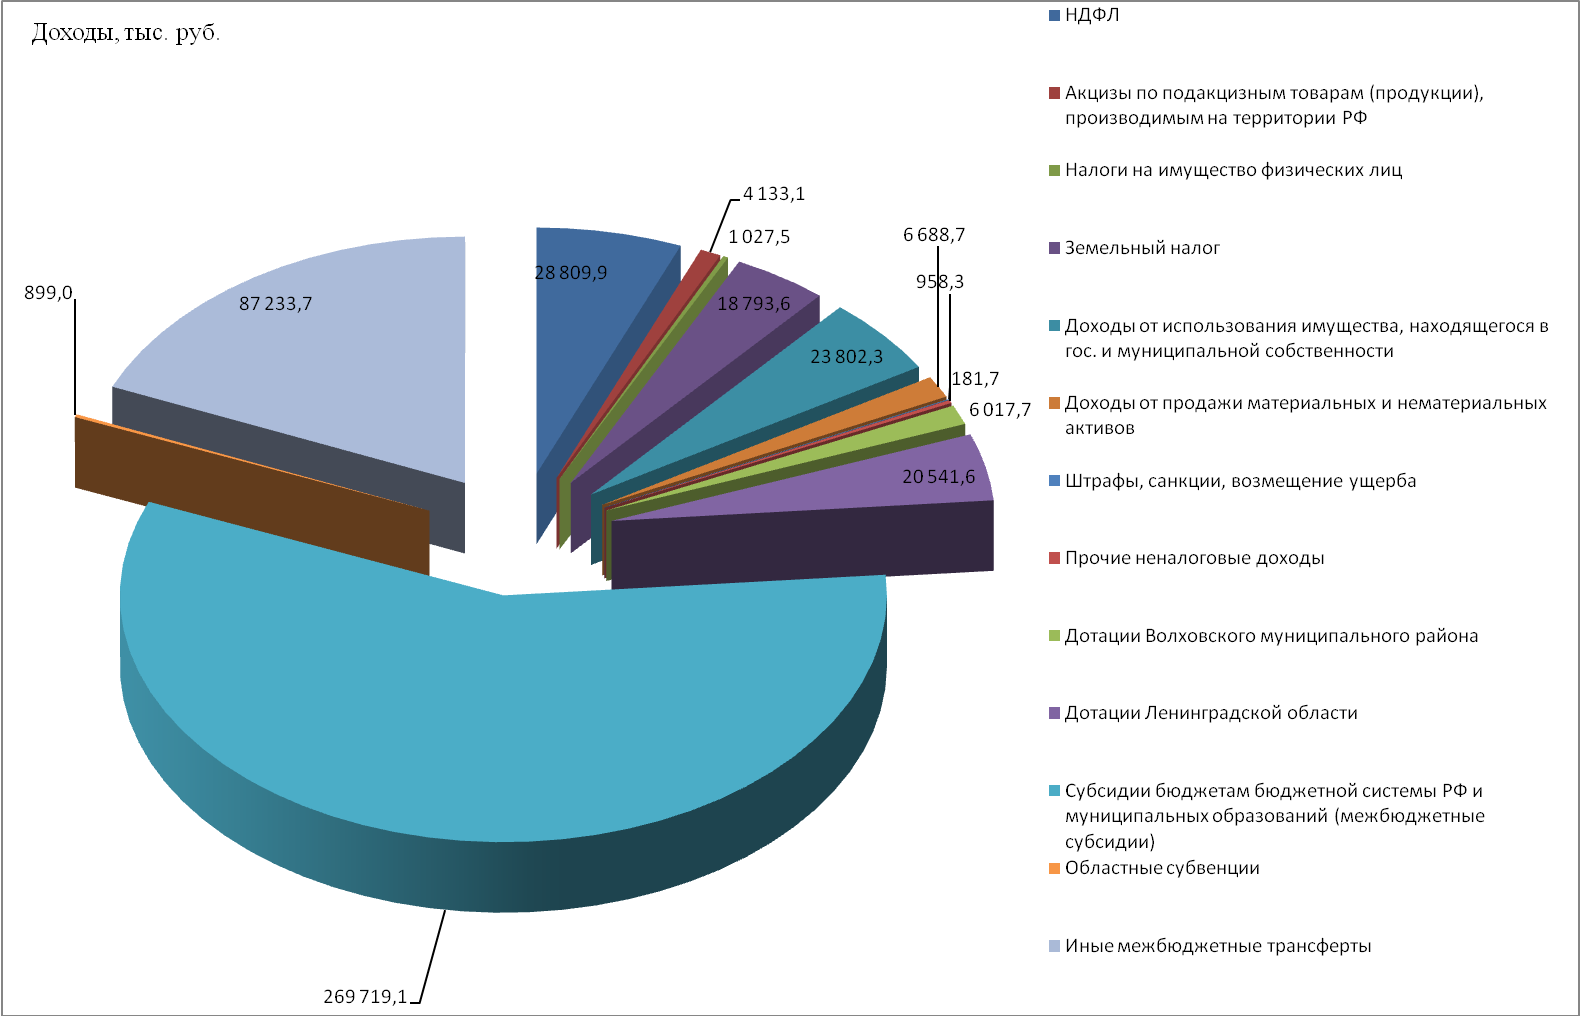 Доходы, тыс. руб.
4 133,1
1 027,5
6 688,7
958,3
28 809,9
899,0
87 233,7
18 793,6
23 802,3
181,7
6 017,7
20 541,6
269 719,1
НДФЛ
Акцизы по подакцизным товарам (продукции),
производимым на территории РФ
Налоги на имущество физических лиц
Земельный налог
Доходы от использования имущества, находящегося в
гос. и муниципальной собственности
Доходы от продажи материальных и нематериальных
активов
Штрафы, санкции, возмещение ущерба
Прочие неналоговые доходы
Дотации Волховского муниципального района
Дотации Ленинградской области
Субсидии бюджетам бюджетной системы РФ и
муниципальных образований (межбюджетные
субсидии)
Областные субвенции
Иные межбюджетные трансферты